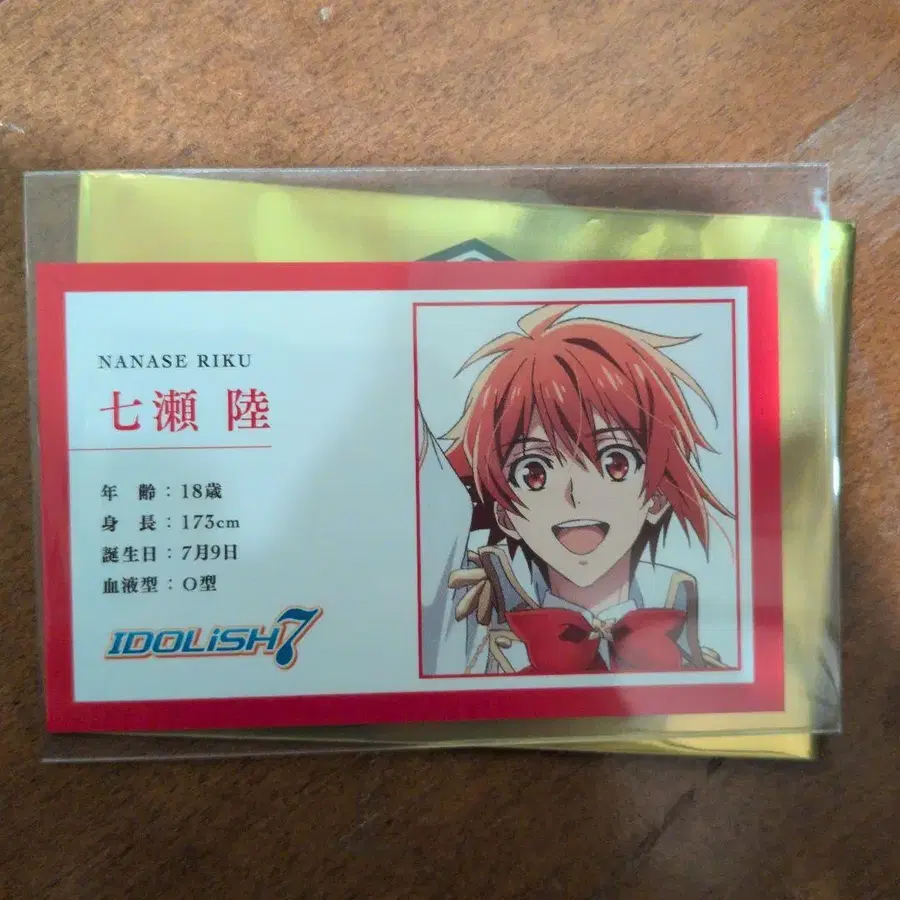 NANASE RIKU
七瀬 陸
年 齢：18歳
身 長：173cm
誕生日：7月9日
血液型：O型
IDOLiSH7